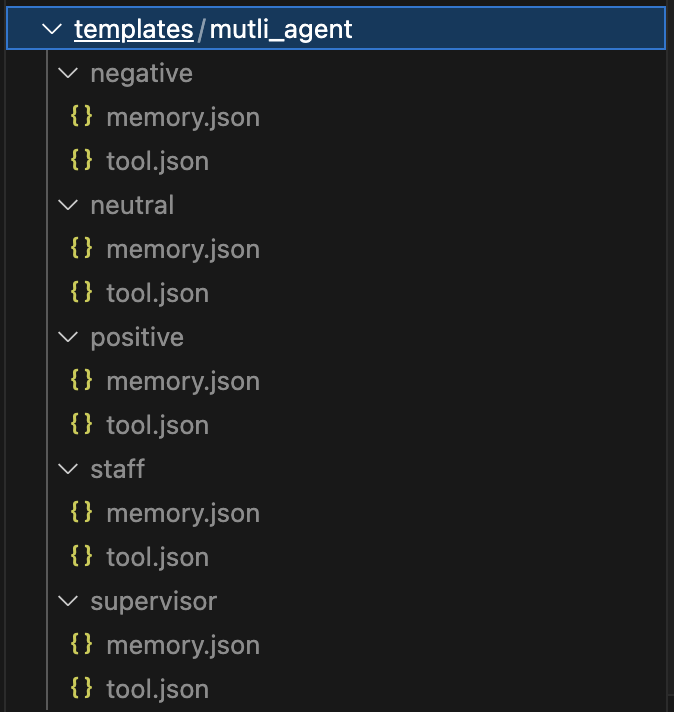 templates/mutli_agent
negative
{} memory.json
{} tool.json
neutral
{} memory.json
{} tool.json
positive
{} memory.json
{} tool.json
staff
{} memory.json
{} tool.json
supervisor
{} memory.json
{} tool.json